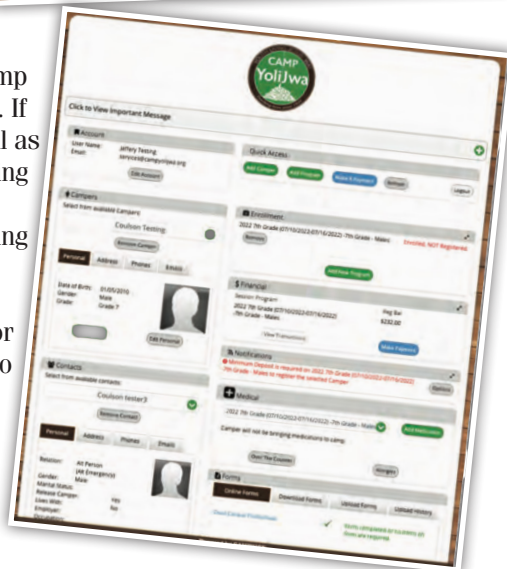 mp
. If
l as
ng
ng
or
o
CAMP
YoliJwa
Click to View Important Message
Account
User Name: Jeffery Testing
Email: services@campyolijwa.org
Edit Account
Quick Access
Add Camper
Add Program
Make A Payment
Refresh
Logout
Campers
Select from available Campers
Coulson Testing
Remove Camper
Personal
Address
Phones
Emails
Date of Birth: 01/05/2010
Gender: Male
Grade: Grade 7
Edit Personal
Enrollment
2022 7th Grade (07/10/2022-07/16/2022) -7th Grade - Males
Enrolled, NOT Registered
Remove
Add New Program
$ Financial
Session Program
Pag Bal
2022 7th Grade (07/10/2022-07/16/2022)
-7th Grade - Males
$232.00
View Transactions
Make Payment
Notifications
Minimum Deposit is required on 2022 7th Grade (07/10/2022-07/16/2022)
-7th Grade - Males to register the selected Camper
Options
Contacts
Select from available contacts:
Coulson tester3
Remove Contact
Personal
Address
Phones
Emails
Relation: Alt Person
(Alt Emergency)
Gender: Male
Marital Status:
Release Camper: Yes
Lives With: No
Employer:
Medical
2022 7th Grade (07/10/2022-07/16/2022) -7th Grade - Males
Add Medication
Camper will not be bringing medications to camp.
Over The Counter
Allergies
Forms
Online Forms
Download Forms
Upload Forms
Upload History